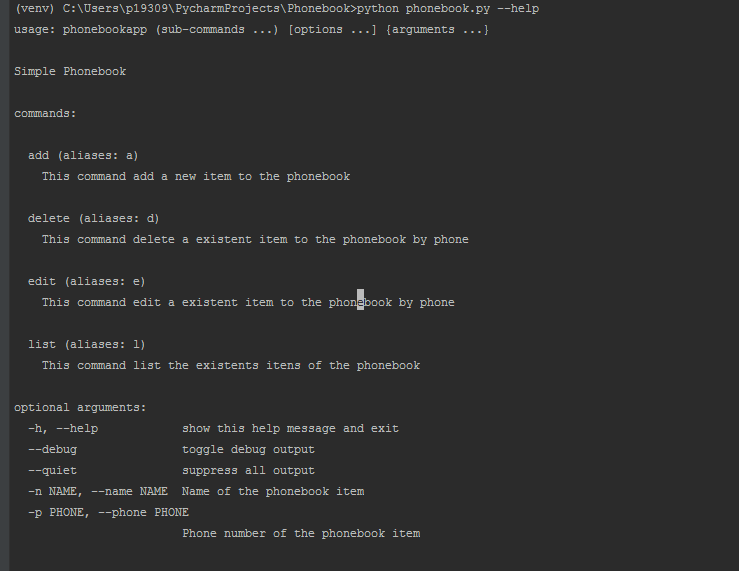 (venv) C:\Users\p19309\PycharmProjects\Phonebook>python phonebook.py --help
usage: phonebookapp (sub-commands ...) [options ...] {arguments ...}
Simple Phonebook
commands:
add (aliases: a)
This command add a new item to the phonebook
delete (aliases: d)
This command delete a existent item to the phonebook by phone
edit (aliases: e)
This command edit a existent item to the phonebook by phone
list (aliases: l)
This command list the existents itens of the phonebook
optional arguments:
-h, --help show this help message and exit
--debug toggle debug output
--quiet suppress all output
-n NAME, --name NAME Name of the phonebook item
-p PHONE, --phone PHONE
Phone number of the phonebook item